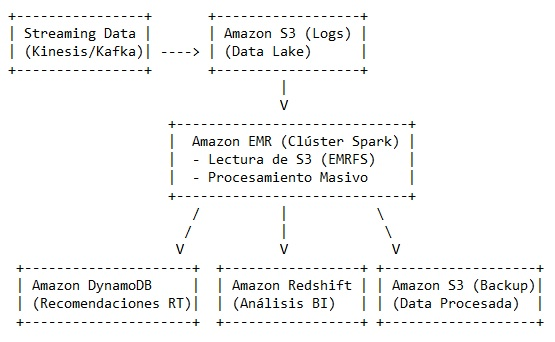 Streaming Data
(Kinesis/Kafka)
Amazon S3 (Logs)
(Data Lake)
Amazon EMR (Clúster Spark)
- Lectura de S3 (EMRFS)
- Procesamiento Masivo
Amazon DynamoDB
(Recomendaciones RT)
Amazon Redshift
(Análisis BI)
Amazon S3 (Backup)
(Data Procesada)